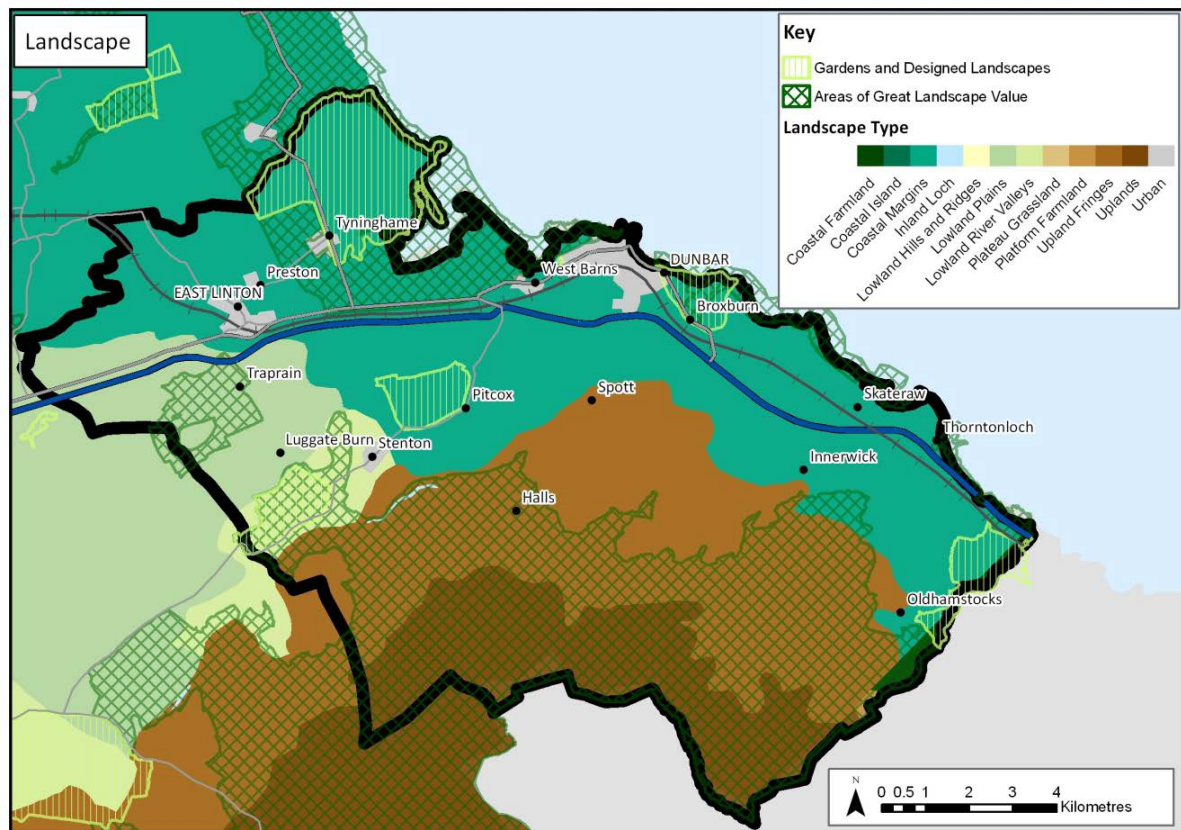 Landscape
Key
Gardens and Designed Landscapes
Areas of Great Landscape Value
Landscape Type
Coastal Farmland
Coastal Island
Coastal Margins
Inland Loch
Lowland Hills and Ridges
Lowland Plains
Lowland River Valleys
Plateau Grassland
Platform Farmland
Upland Fringes
Uplands
Urban
Tyninghame
Preston
EAST LINTON
West Barns
DUNBAR
Broxburn
Traprain
Pitcox
Spott
Skateraw
Thorntonloch
Luggate Burn
Stenton
Innerwick
Halls
Oldhamstocks
N
0 0.5 1 2 3 4
Kilometres